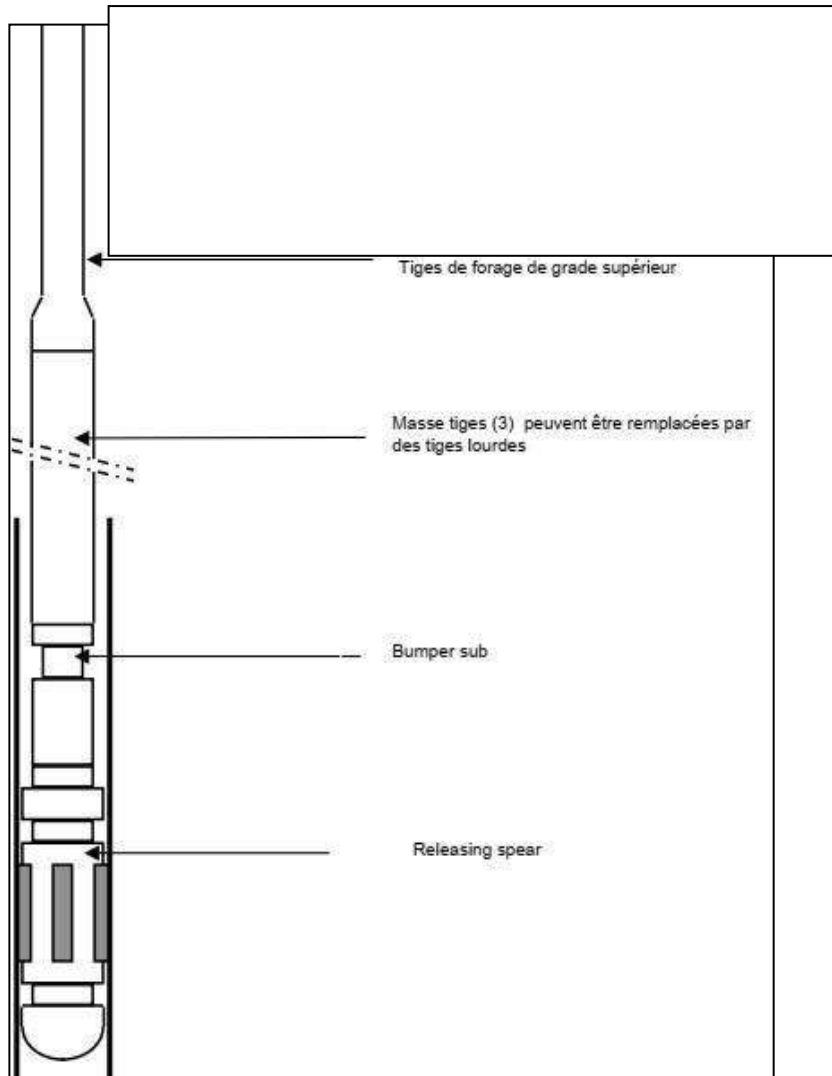 Tiges de forage de grade supérieur
Masse tiges (3) peuvent être remplacées par
des tiges lourdes
Bumper sub
Releasing spear